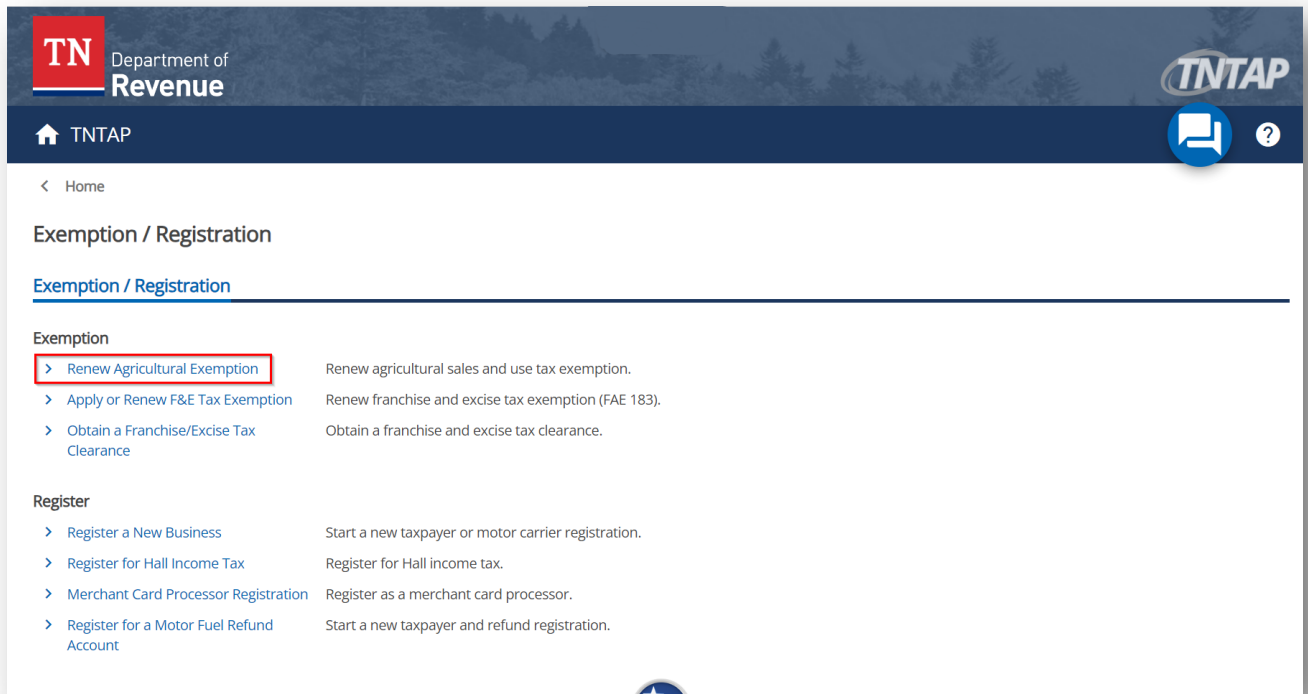 TN Department of
Revenue
TNTAP
TNTAP
?
< Home
Exemption / Registration
Exemption / Registration
Exemption
> Renew Agricultural Exemption Renew agricultural sales and use tax exemption.
> Apply or Renew F&E Tax Exemption Renew franchise and excise tax exemption (FAE 183).
> Obtain a Franchise/Excise Tax Obtain a franchise and excise tax clearance.
Clearance
Register
> Register a New Business Start a new taxpayer or motor carrier registration.
> Register for Hall Income Tax Register for Hall income tax.
> Merchant Card Processor Registration Register as a merchant card processor.
> Register for a Motor Fuel Refund Start a new taxpayer and refund registration.
Account